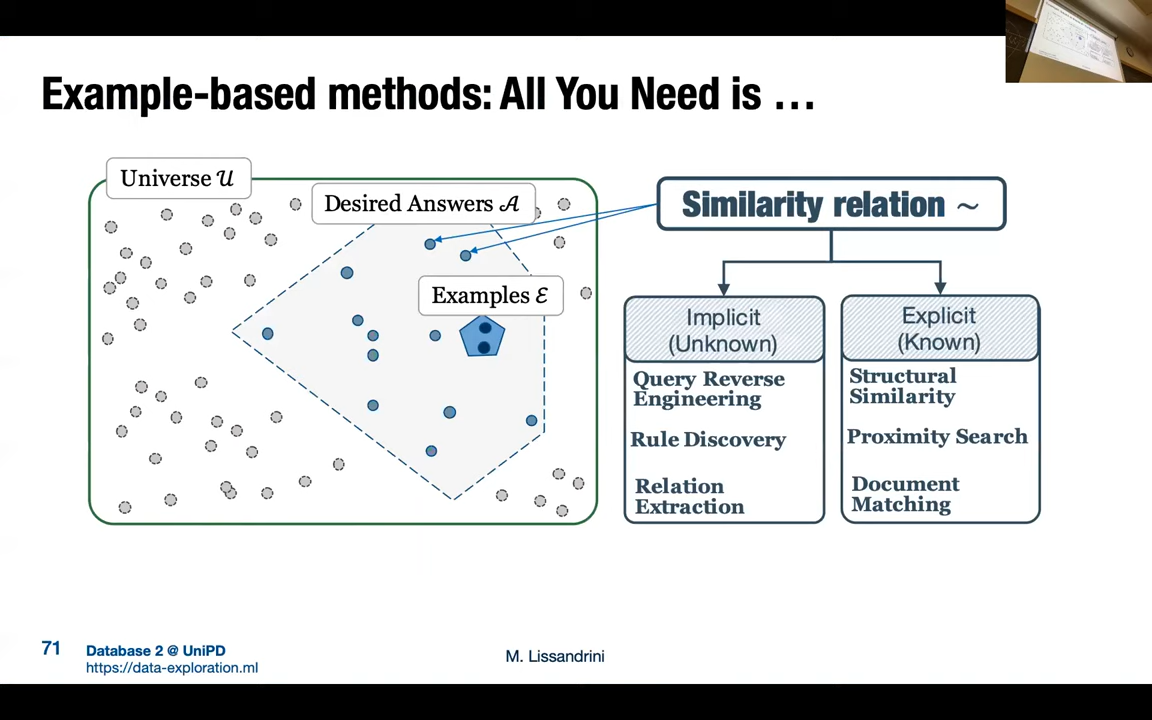 Example-based methods: All You Need is …
Universe 𝒰
Desired Answers 𝒜
Examples ℰ
Similarity relation ~
Implicit
(Unknown)
Query Reverse
Engineering
Rule Discovery
Relation
Extraction
Explicit
(Known)
Structural
Similarity
Proximity Search
Document
Matching
71
Database 2 @ UniPD
https://data-exploration.ml
M. Lissandrini